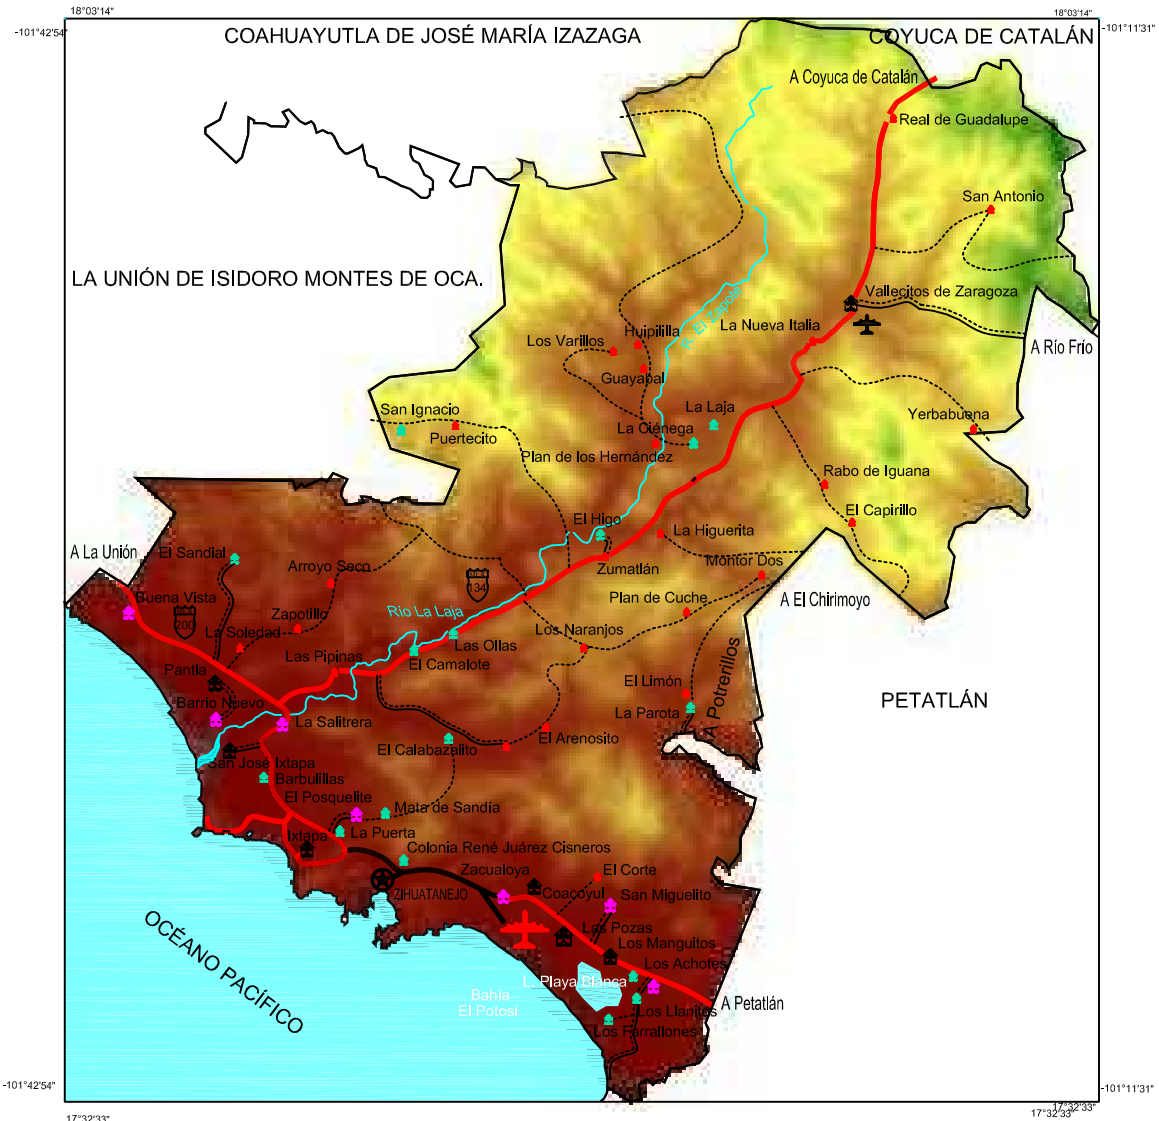 18°03'14"
18°03'14"
-101°42'54"
-101°11'31"
COAHUAYUTLA DE JOSÉ MARÍA IZAZAGA
COYUCA DE CATALÁN
A Coyuca de Catalán
Real de Guadalupe
San Antonio
LA UNIÓN DE ISIDORO MONTES DE OCA.
Vallecitos de Zaragoza
R. El Zapote
La Nueva Italia
Huipililla
Los Varillos
A Río Frío
Guayabal
San Ignacio
La Laja
Yerbabuena
Puertecito
La Ciénega
Plan de los Hernández
Rabo de Iguana
El Capirillo
El Higo
La Higuerita
A La Unión
El Sandial
Arroyo Seco
Zumatlán
Montor Dos
134
Buena Vista
Río La Laja
Plan de Cuche
A El Chirimoyo
200
Zapotillo
La Soledad
Los Naranjos
Las Ollas
Las Pipinas
El Camalote
Pantla
El Limón
A Potrerillos
PETATLÁN
Barrio Nuevo
La Parota
La Salitrera
El Calabazalito
El Arenosito
San José Ixtapa
Barbulillas
El Posquelite
Mata de Sandía
Ixtapa
La Puerta
Colonia René Juárez Cisneros
Zacualoya
El Corte
ZIHUATANEJO
Coacoyul
San Miguelito
OCÉANO PACÍFICO
Las Pozas
Los Manguitos
Los Achotes
L. Playa Blanca
Bahía
El Potosí
A Petatlán
Los Llanitos
Los Farrallones
-101°42'54"
-101°11'31"
17°32'33"
17°32'33"
17°32'33"